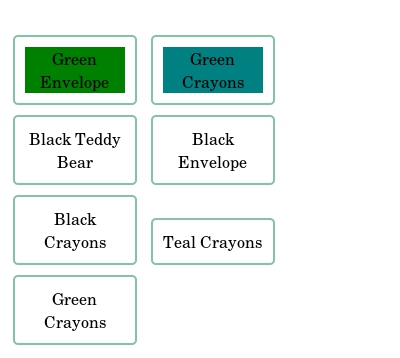 Green
Envelope
Green
Crayons
Black Teddy
Bear
Black
Envelope
Black
Crayons
Teal Crayons
Green
Crayons